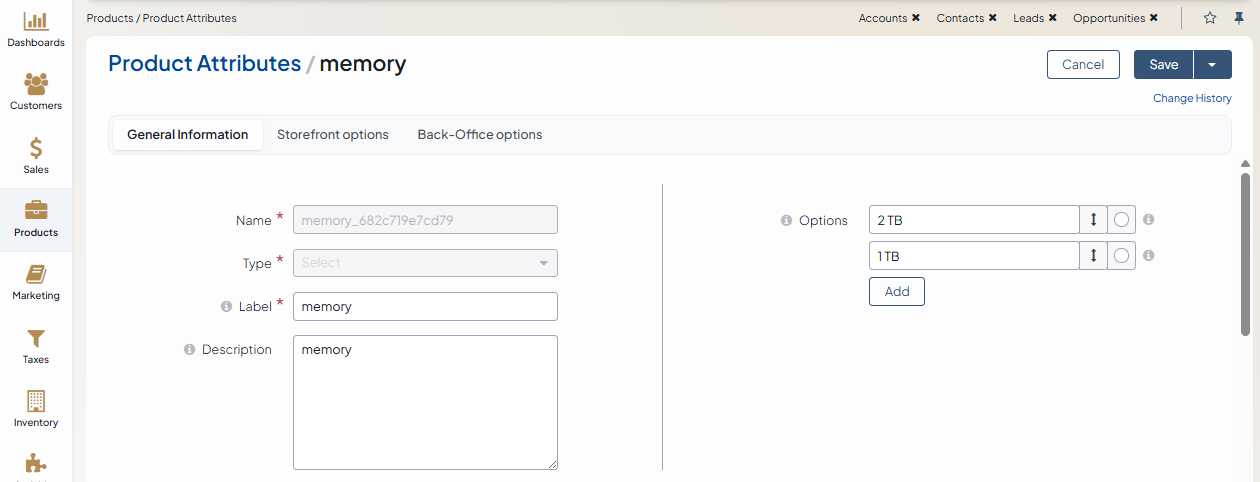 Dashboards
Customers
Sales
Products
Marketing
Taxes
Inventory
Products / Product Attributes
Accounts ✖ Contacts ✖ Leads ✖ Opportunities ✖
Product Attributes / memory
Cancel Save
Change History
General Information Storefront options Back-Office options
Name * memory_682c719e7cd79
Type * Select
Label * memory
Description memory
Options 2 TB
1 TB
Add